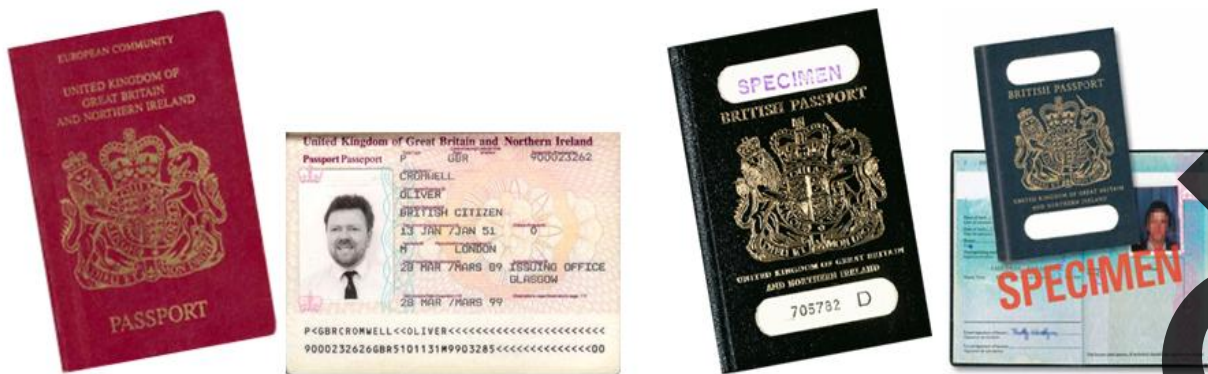 EUROPEAN COMMUNITY
UNITED KINGDOM OF
GREAT BRITAIN
AND NORTHERN IRELAND
PASSPORT
United Kingdom of Great Britain and Northern Ireland
Passport Passeport P GBR 900023262
CROMWELL
OLIVER
BRITISH CITIZEN
13 JAN /JAN 51 0
M LONDON
28 MAR /MARS 89 ISSUING OFFICE
GLASGOW
28 MAR /MARS 99
P<GBRCROMWELL<<OLIVER<<<<<<<<<<<<<<<<<<<<<<<
9000232626GBR5101131M9903285<<<<<<<<<<<<<<00
SPECIMEN
BRITISH PASSPORT
UNITED KINGDOM OF GREAT BRITAIN
AND NORTHERN IRELAND
705782 D
BRITISH PASSPORT
UNITED KINGDOM OF GREAT BRITAIN
AND NORTHERN IRELAND
SPECIMEN